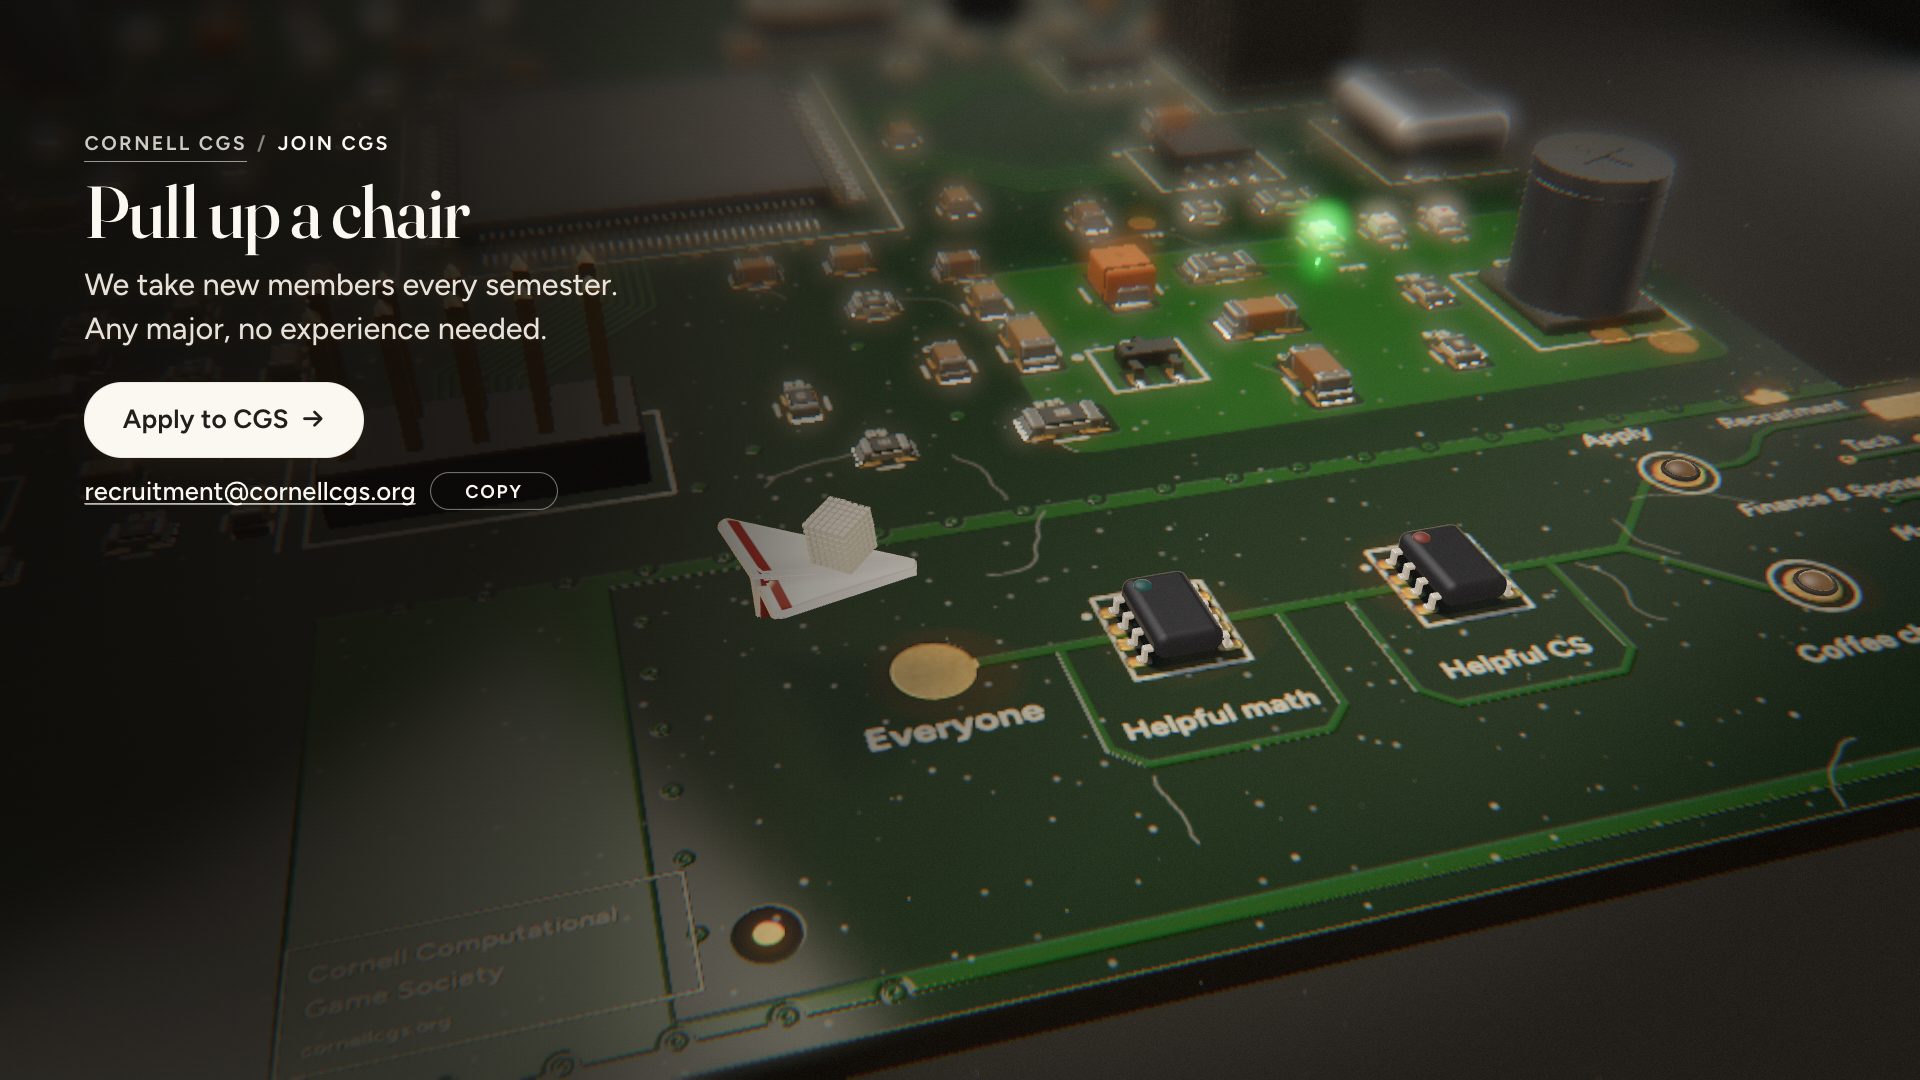 CORNELL CGS / JOIN CGS
Pull up a chair
We take new members every semester.
Any major, no experience needed.
Apply to CGS →
recruitment@cornellcgs.org COPY
Apply
Recruitment
Tech
Finance &
Helpful CS
Coffee
Helpful math
Everyone
Cornell Computational
Game Society
cornellcgs.org